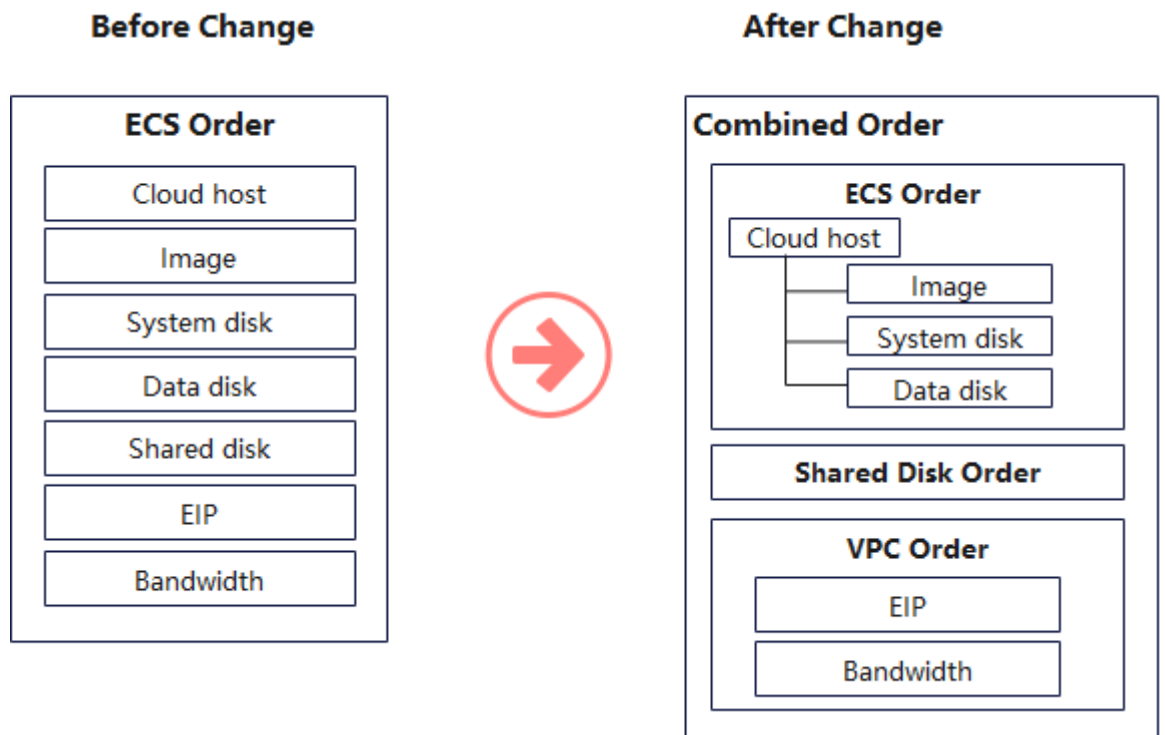 Before Change
After Change
ECS Order
Cloud host
Image
System disk
Data disk
Shared disk
EIP
Bandwidth
Combined Order
ECS Order
Cloud host
Image
System disk
Data disk
Shared Disk Order
VPC Order
EIP
Bandwidth